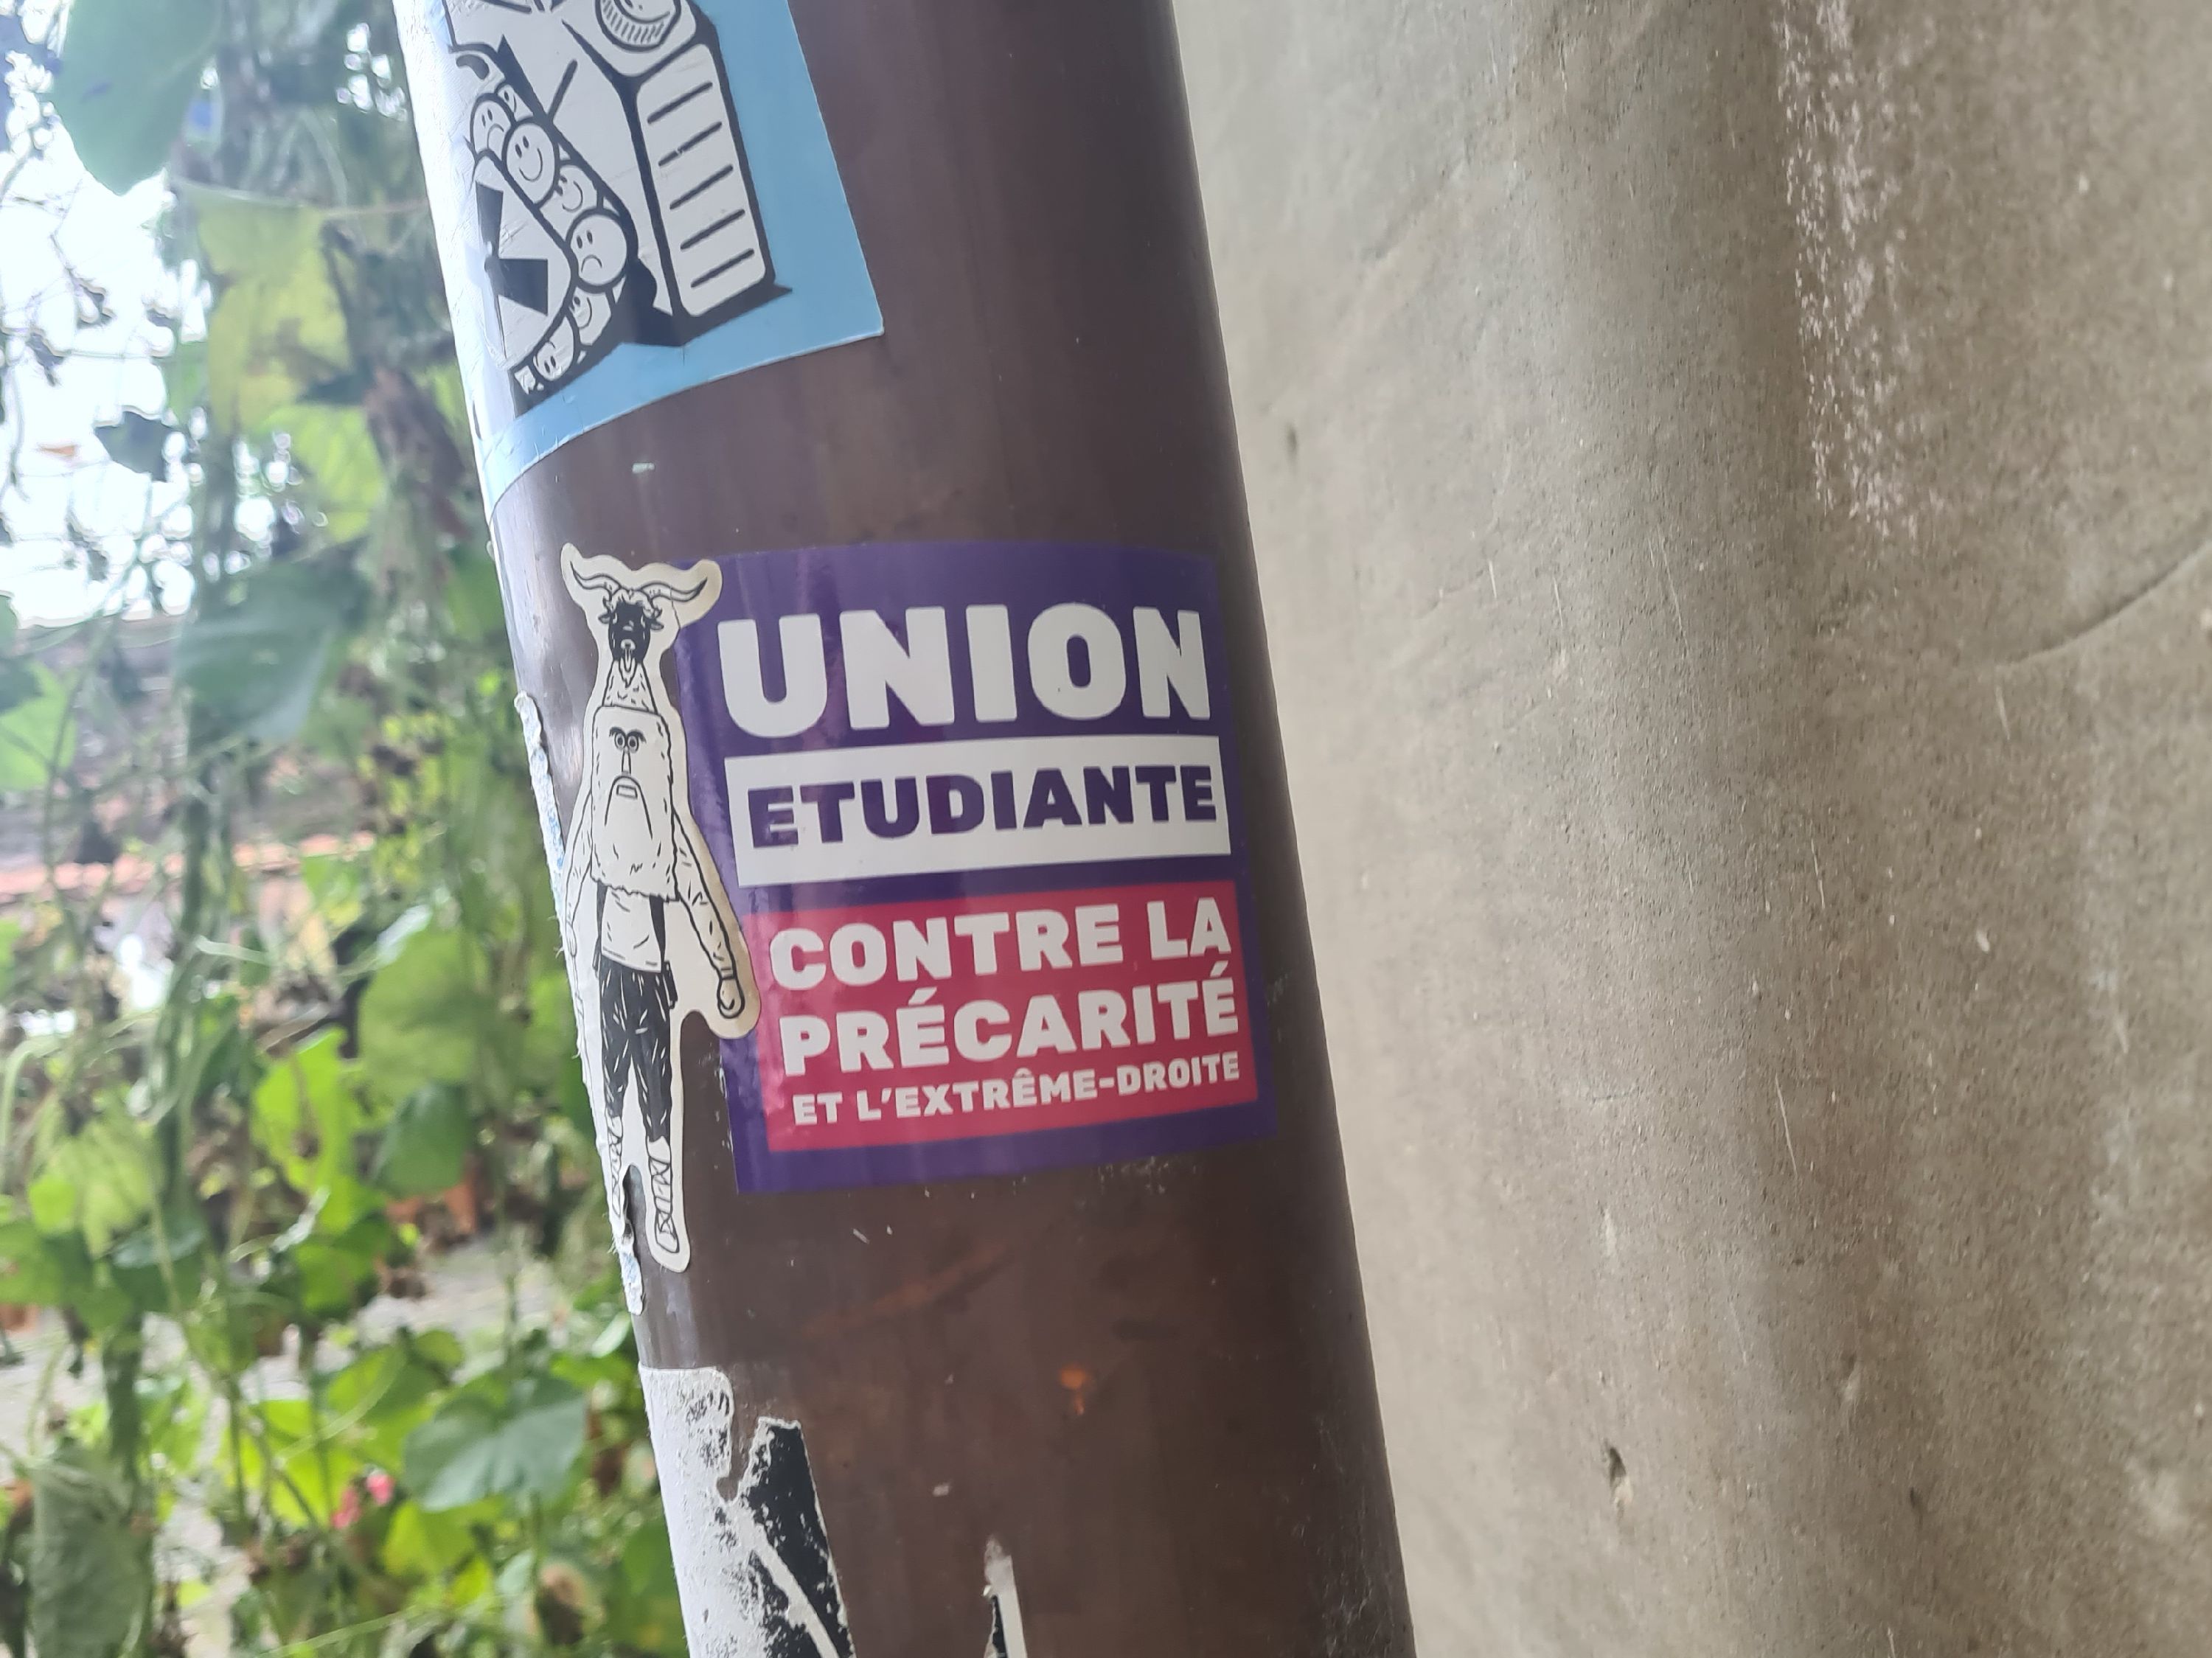 UNION
ETUDIANTE
CONTRE LA
PRÉCARITÉ
ET L'EXTRÊME-DROITE